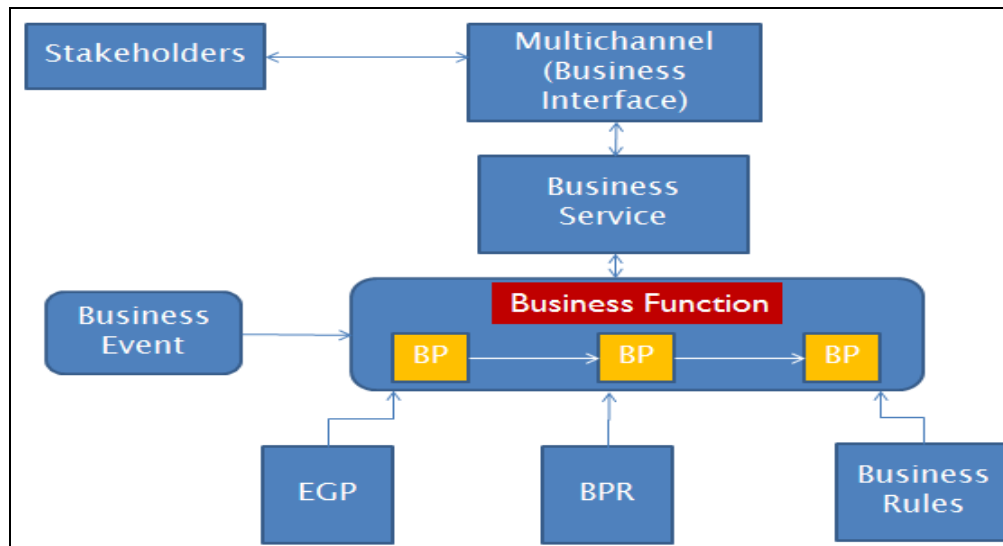 Stakeholders
Multichannel
(Business
Interface)
Business
Service
Business Function
Business
Event
BP
BP
BP
EGP
BPR
Business
Rules